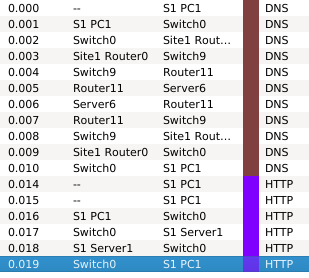 0.000 -- S1 PC1 DNS
0.001 S1 PC1 Switch0 DNS
0.002 Switch0 Site1 Rout... DNS
0.003 Site1 Router0 Switch9 DNS
0.004 Switch9 Router11 DNS
0.005 Router11 Server6 DNS
0.006 Server6 Router11 DNS
0.007 Router11 Switch9 DNS
0.008 Switch9 Site1 Rout... DNS
0.009 Site1 Router0 Switch0 DNS
0.010 Switch0 S1 PC1 DNS
0.014 -- S1 PC1 HTTP
0.015 -- S1 PC1 HTTP
0.016 S1 PC1 Switch0 HTTP
0.017 Switch0 S1 Server1 HTTP
0.018 S1 Server1 Switch0 HTTP
0.019 Switch0 S1 PC1 HTTP